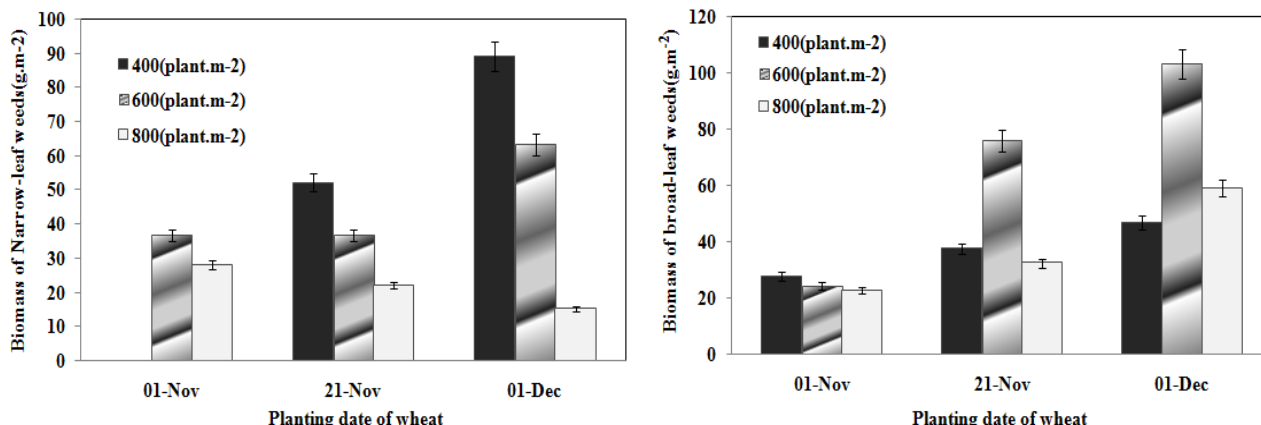 Biomass of Narrow-leaf weeds(g.m-2)
100
90
80
70
60
50
40
30
20
10
0
400(plant.m-2)
600(plant.m-2)
800(plant.m-2)
01-Nov 21-Nov 01-Dec
Planting date of wheat
Biomass of broad-leaf weeds(g.m-2)
120
100
80
60
40
20
0
400(plant.m-2)
600(plant.m-2)
800(plant.m-2)
01-Nov 21-Nov 01-Dec
Planting date of wheat